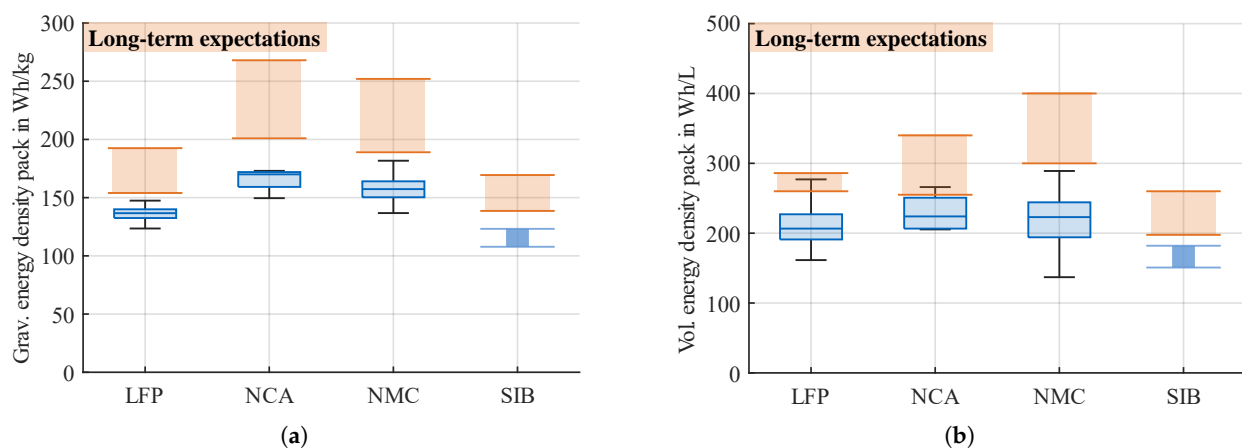 Long-term expectations
Grav. energy density pack in Wh/kg
300
250
200
150
100
50
0
LFP NCA NMC SIB
(a)
Long-term expectations
Vol. energy density pack in Wh/L
500
400
300
200
100
0
LFP NCA NMC SIB
(b)